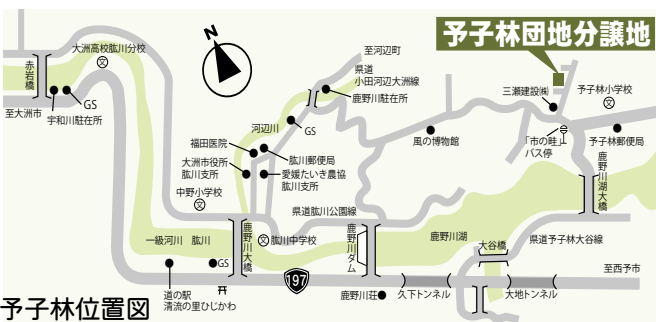 予子林団地分譲地
N
大洲高校肱川分校
文
赤岩橋
GS
至大洲市
宇和川駐在所
至河辺町
県道
小田河辺大洲線
鹿野川駐在所
河辺川
GS
福田医院
大洲市役所
肱川支所
肱川郵便局
愛媛たいき農協
肱川支所
中野小学校
文
風の博物館
三瀬建設㈱
予子林小学校
文
「市の畦」
バス停
予子林郵便局
鹿野川湖大橋
県道肱川公園線
一級河川　肱川
鹿野川大橋
文
肱川中学校
鹿野川ダム
鹿野川湖
大谷橋
県道予子林大谷線
至西予市
GS
道の駅
清流の里ひじかわ
197
鹿野川荘
久下トンネル
大地トンネル
予子林位置図